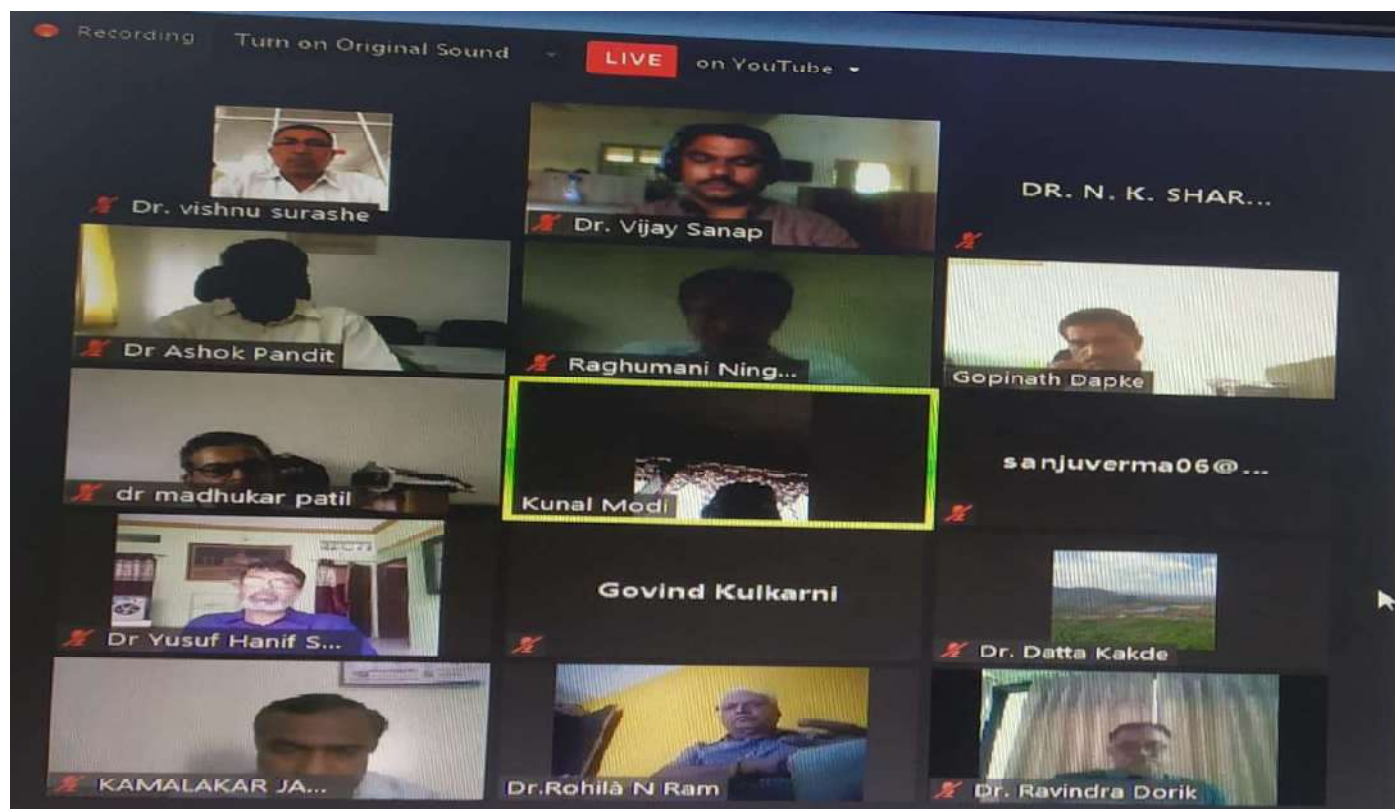 Recording Turn on Original Sound LIVE on YouTube
Dr. vishnu surashe
Dr. Vijay Sanap
DR. N. K. SHAR...
Dr Ashok Pandit
Raghumani Ning...
Gopinath Dapke
dr madhukar patil
Kunal Modi
sanjuverma06@...
Dr Yusuf Hanif S...
Govind Kulkarni
Dr. Datta Kakde
KAMALAKAR JA...
Dr.Rohilà N Ram
Dr. Ravindra Dorik